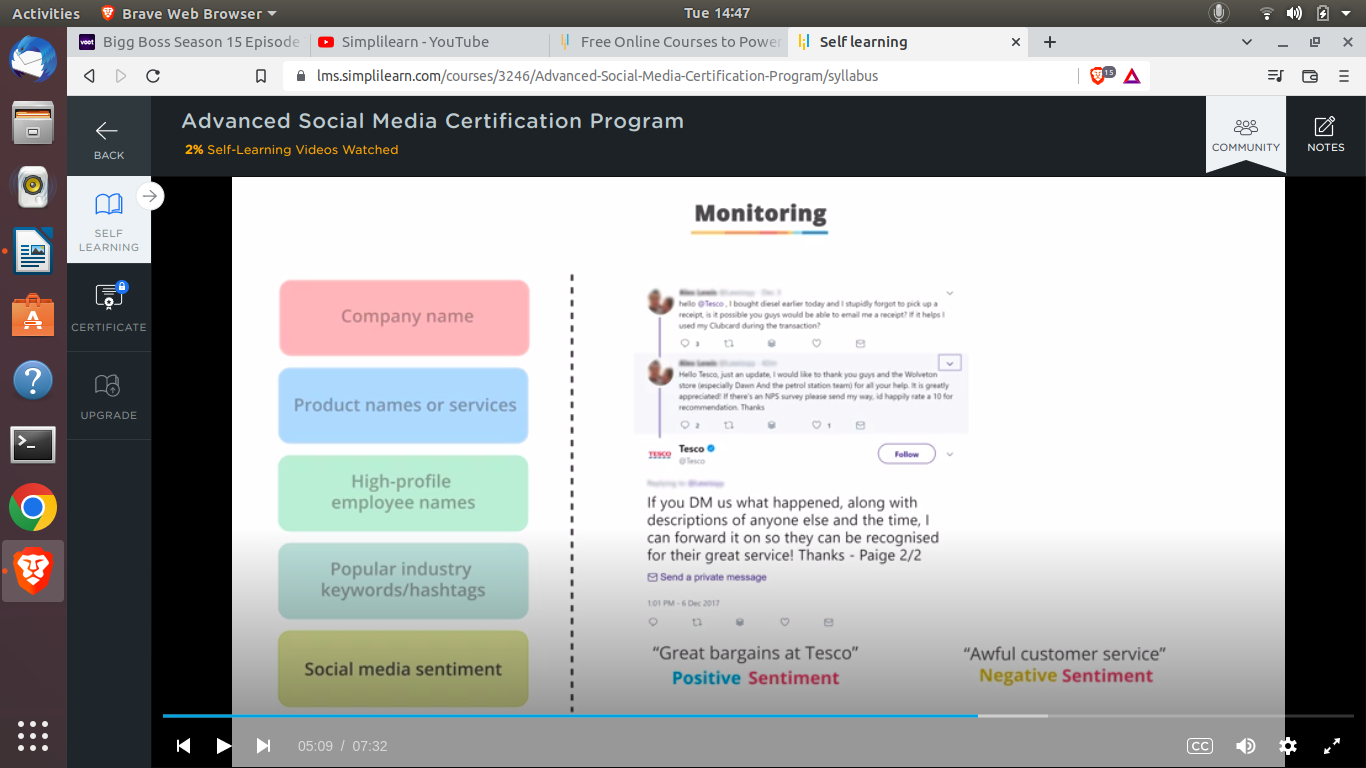 Activities
Brave Web Browser
Tue 14:47
voot Bigg Boss Season 15 Episode
Simplilearn - YouTube
Free Online Courses to Power
Self learning
lms.simplilearn.com/courses/3246/Advanced-Social-Media-Certification-Program/syllabus
15
BACK
Advanced Social Media Certification Program
2% Self-Learning Videos Watched
COMMUNITY
NOTES
SELF
LEARNING
CERTIFICATE
UPGRADE
Monitoring
Company name
Product names or services
High-profile
employee names
Popular industry
keywords/hashtags
Social media sentiment
hello @Tesco , I bought diesel earlier today and I stupidly forgot to pick up a
receipt, is it possible you guys would be able to email me a receipt? If it helps I
used my Clubcard during the transaction?
3
Hello Tesco, just an update, I would like to thank you guys and the Wolveton
store (especially Dawn And the petrol station team) for all your help. It is greatly
appreciated! If there's an NPS survey please send my way, id happily rate a 10 for
recommendation. Thanks
2 1
TESCO
Tesco
@Tesco
Follow
Replying to
If you DM us what happened, along with
descriptions of anyone else and the time, I
can forward it on so they can be recognised
for their great service! Thanks - Paige 2/2
Send a private message
1:01 PM - 6 Dec 2017
“Great bargains at Tesco”
Positive Sentiment
“Awful customer service”
Negative Sentiment
05:09 / 07:32
CC